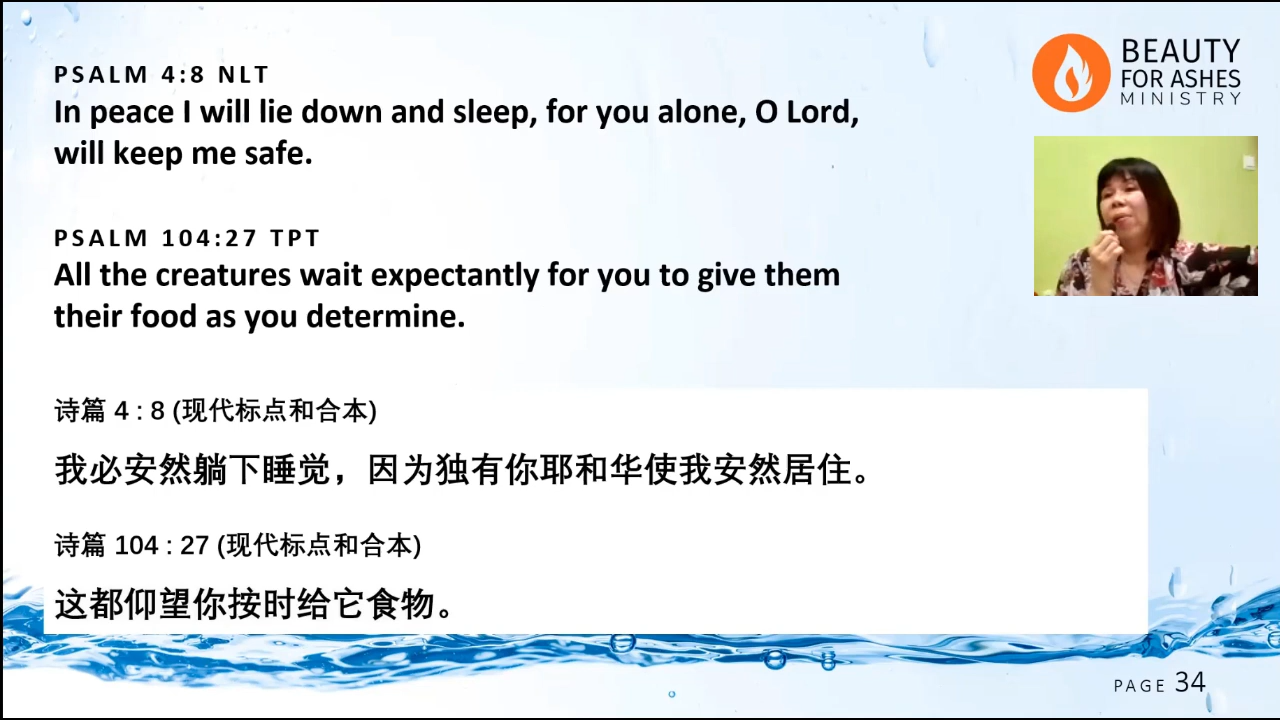 PSALM 4:8 NLT
In peace I will lie down and sleep, for you alone, O Lord,
will keep me safe.
PSALM 104:27 TPT
All the creatures wait expectantly for you to give them
their food as you determine.
诗篇 4 : 8 (现代标点和合本)
我必安然躺下睡觉，因为独有你耶和华使我安然居住。
诗篇 104 : 27 (现代标点和合本)
这都仰望你按时给它食物。
BEAUTY
FOR ASHES
MINISTRY
PAGE 34